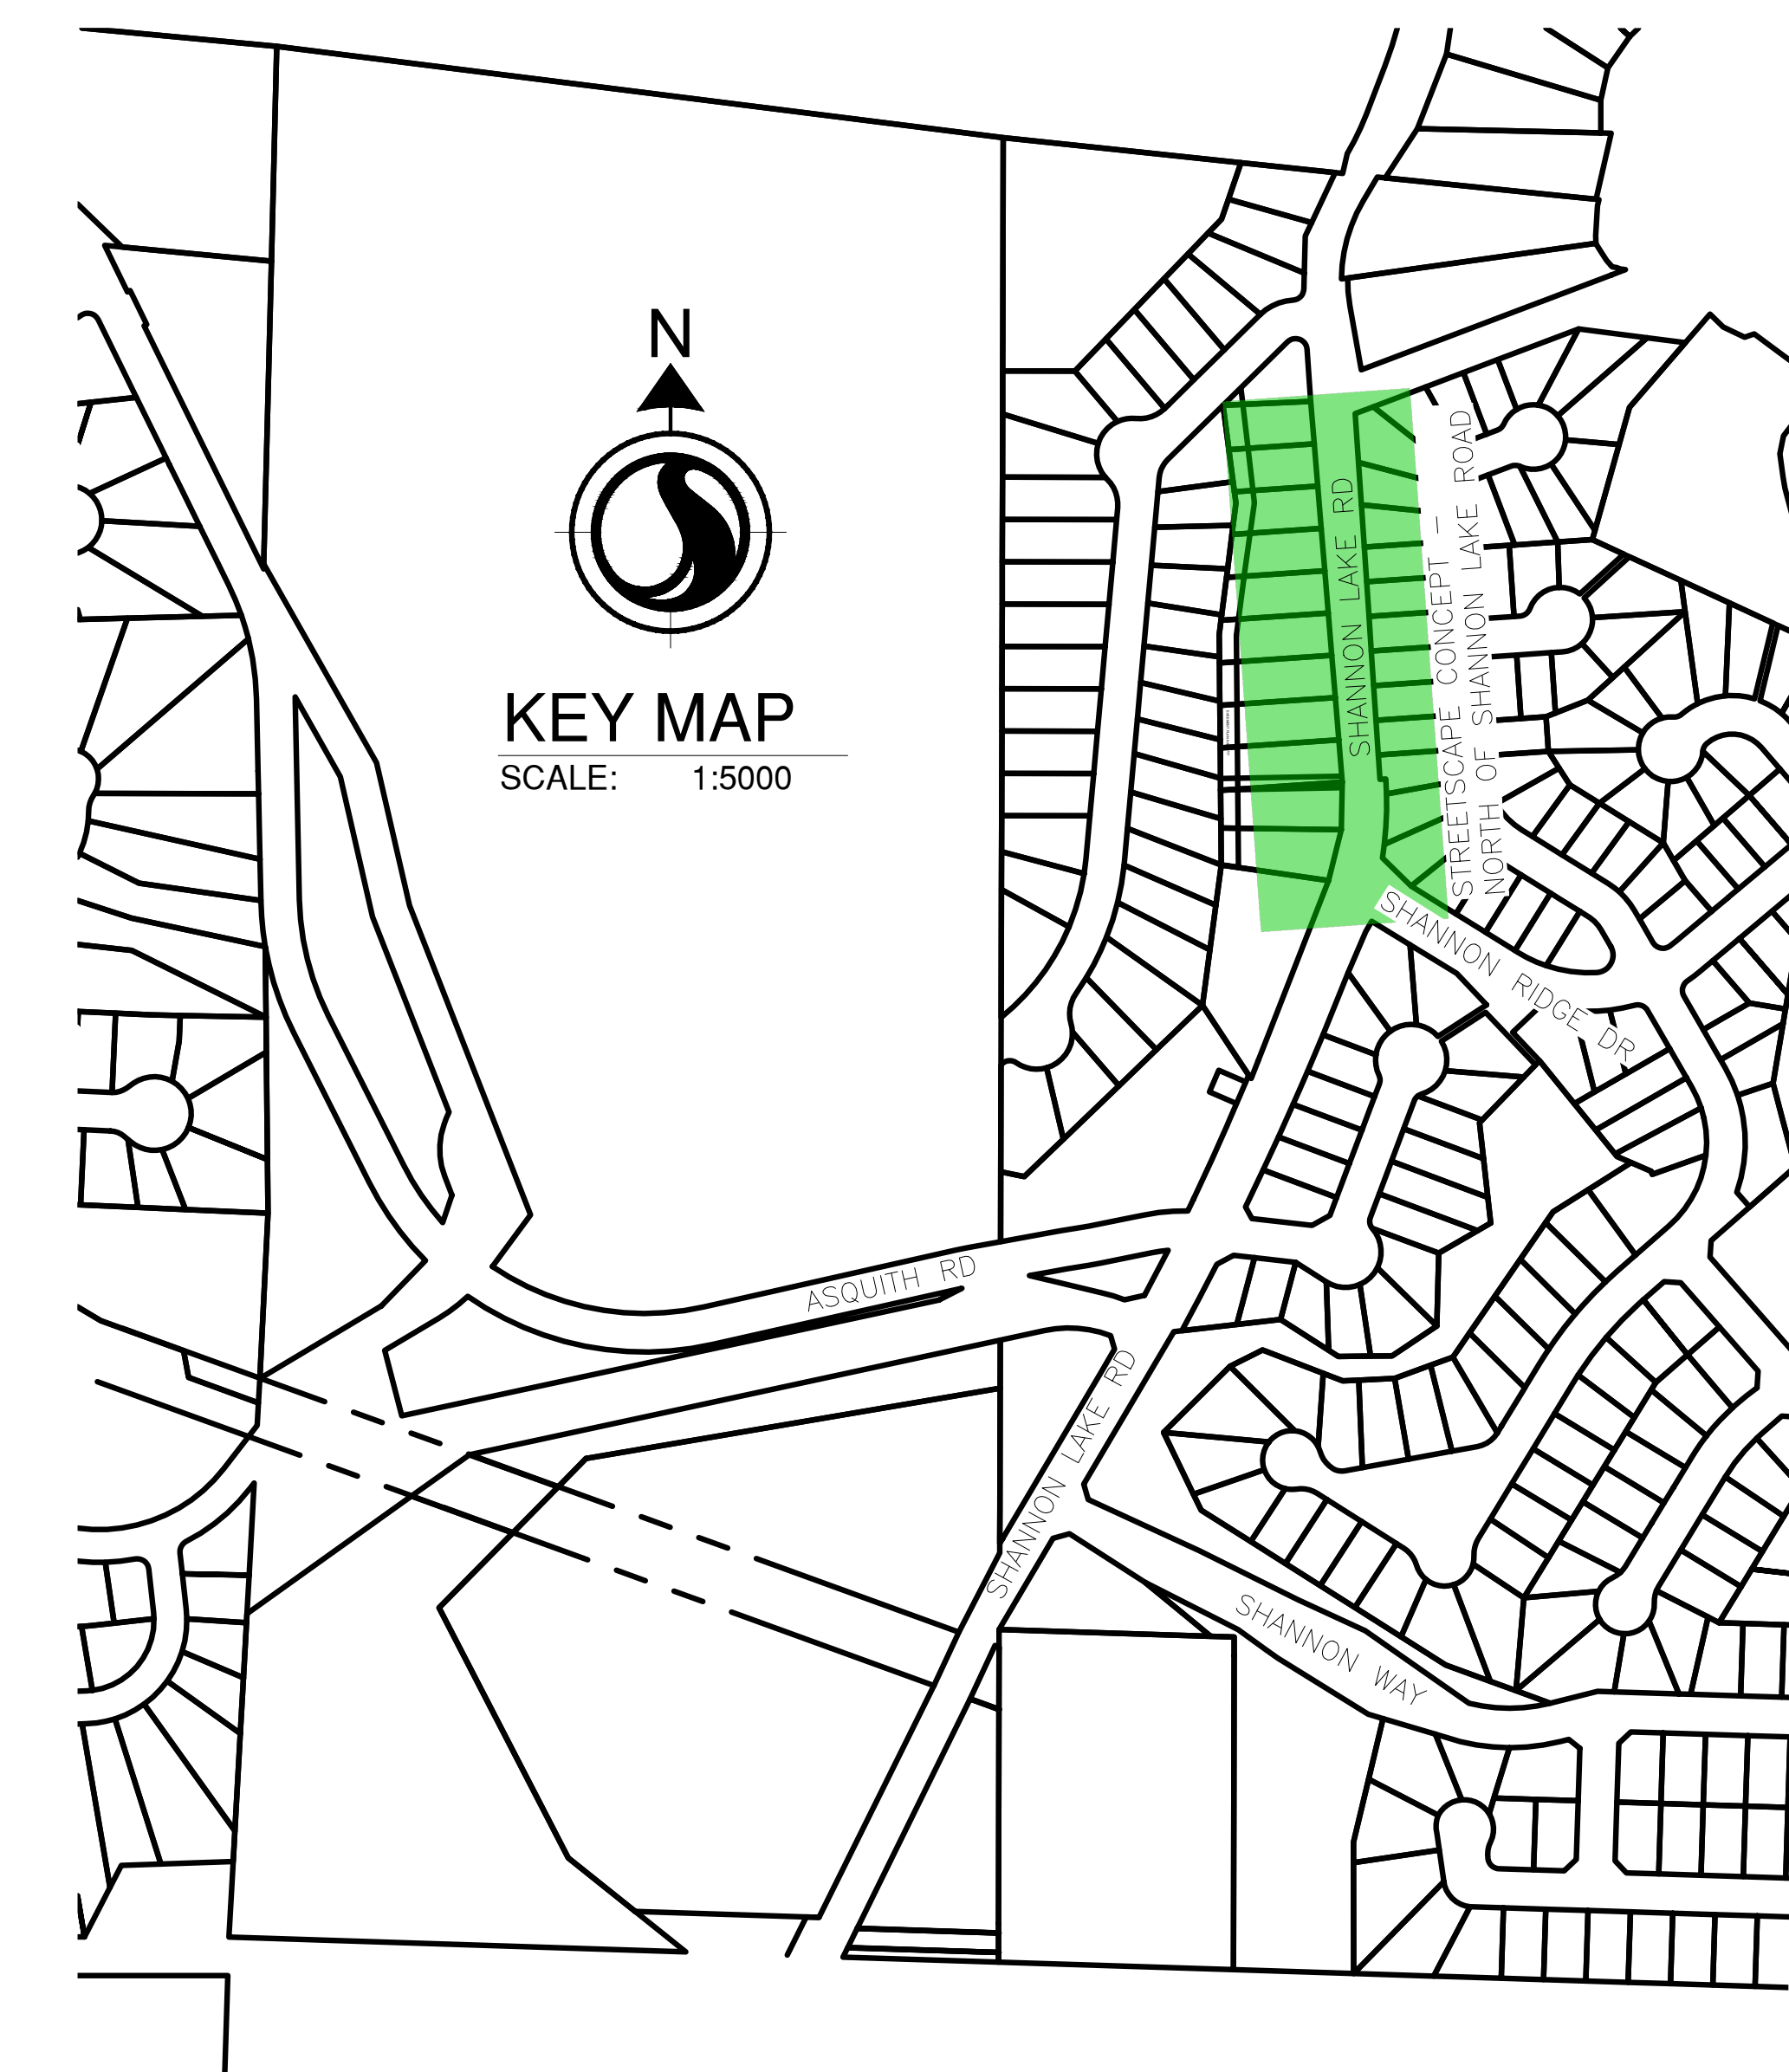 N
KEY MAP
SCALE: 1:5000
SHANNON LAKE RD
STREETSCAPE CONCEPT –
NORTH OF SHANNON LAKE ROAD
SHANNON RIDGE DR
ASQUITH RD
SHANNON LAKE RD
SHANNON WAY